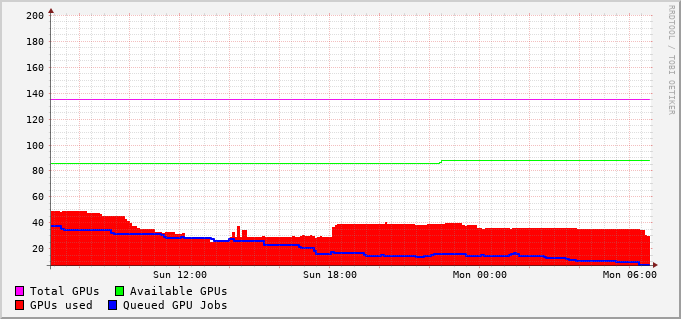 200
180
160
140
120
100
80
60
40
20
Sun 12:00 Sun 18:00 Mon 00:00 Mon 06:00
Total GPUs Available GPUs
GPUs used Queued GPU Jobs
RRDTOOL / TOBI OETIKER